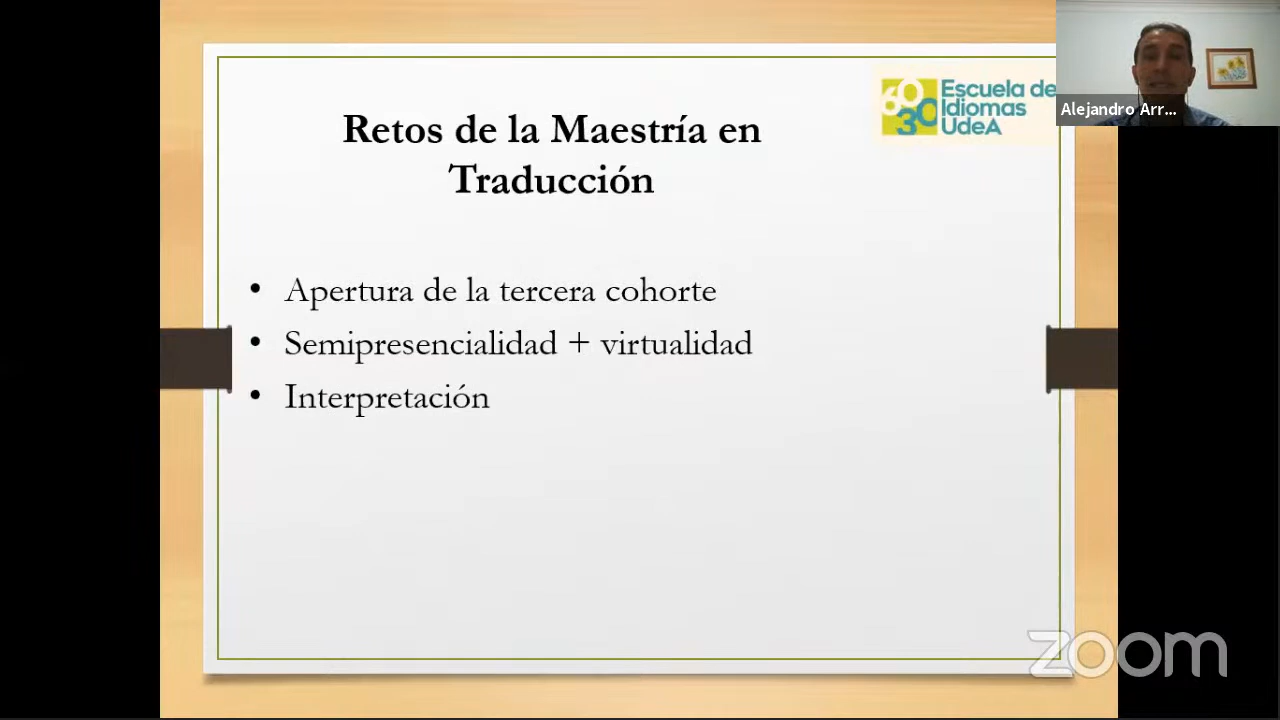 Retos de la Maestría en
Traducción
60
30
Escuela de
Idiomas
UdeA
Alejandro Arr...
• Apertura de la tercera cohorte
• Semipresencialidad + virtualidad
• Interpretación
zoom